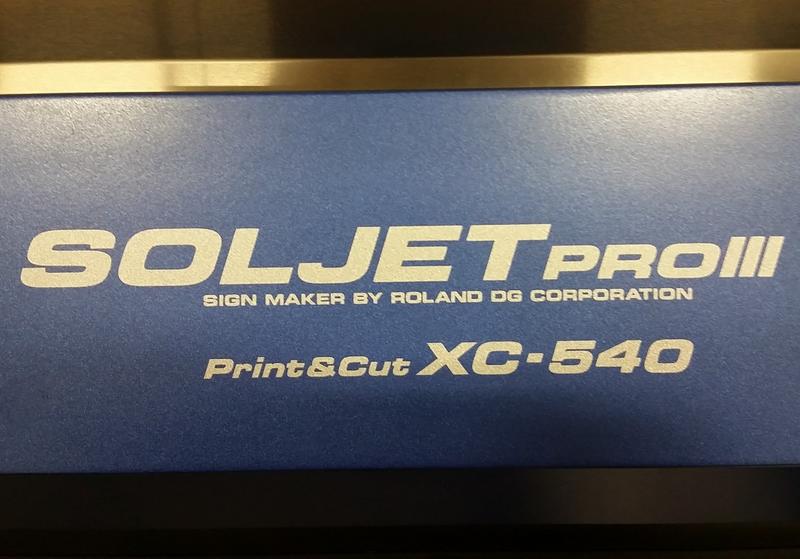 SOLJET PROIII
SIGN MAKER BY ROLAND DG CORPORATION
Print&Cut XC-540